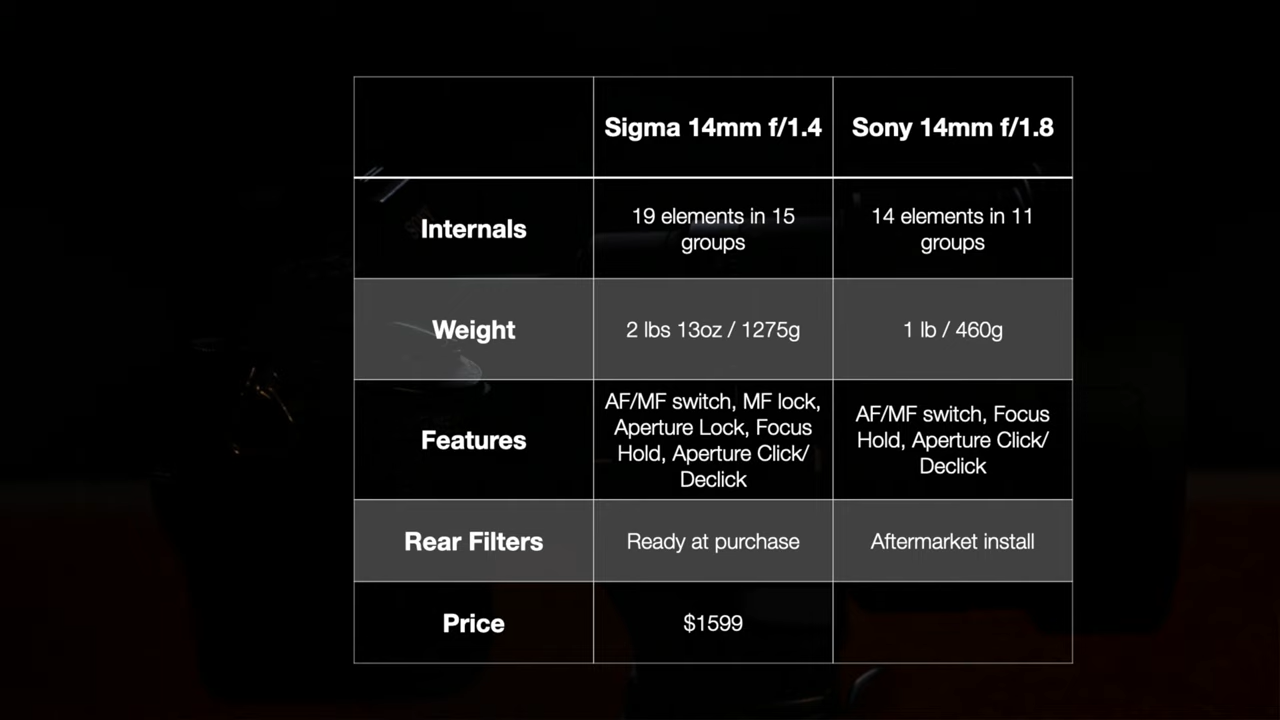 Sigma 14mm f/1.4 Sony 14mm f/1.8
Internals
19 elements in 15
groups
14 elements in 11
groups
Weight
2 lbs 13oz / 1275g
1 lb / 460g
Features
AF/MF switch, MF lock,
Aperture Lock, Focus
Hold, Aperture Click/
Declick
AF/MF switch, Focus
Hold, Aperture Click/
Declick
Rear Filters
Ready at purchase
Aftermarket install
Price
$1599